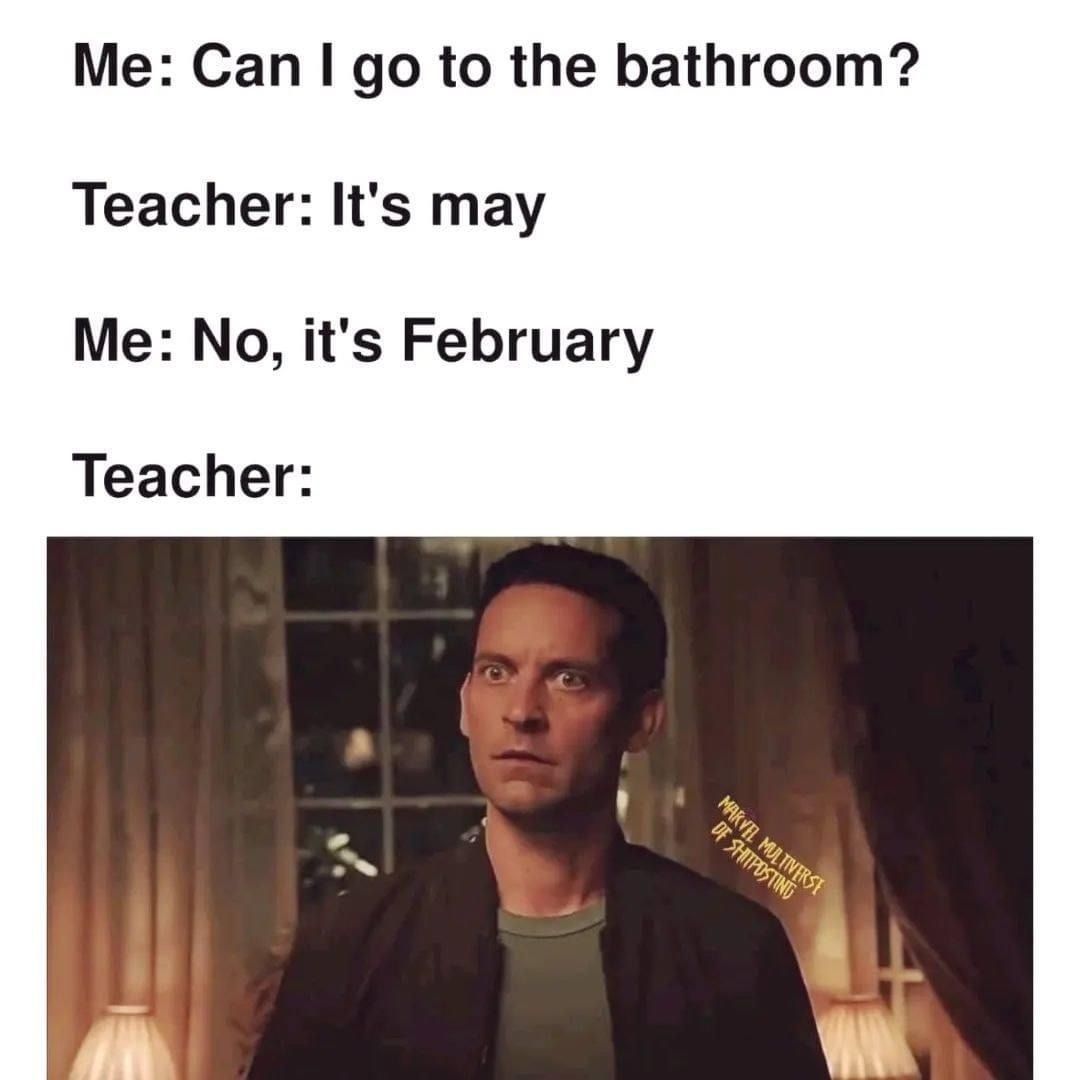 Me: Can I go to the bathroom?
Teacher: It's may
Me: No, it's February
Teacher:
MARVEL MULTIVERSE
OF SHITPOSTING